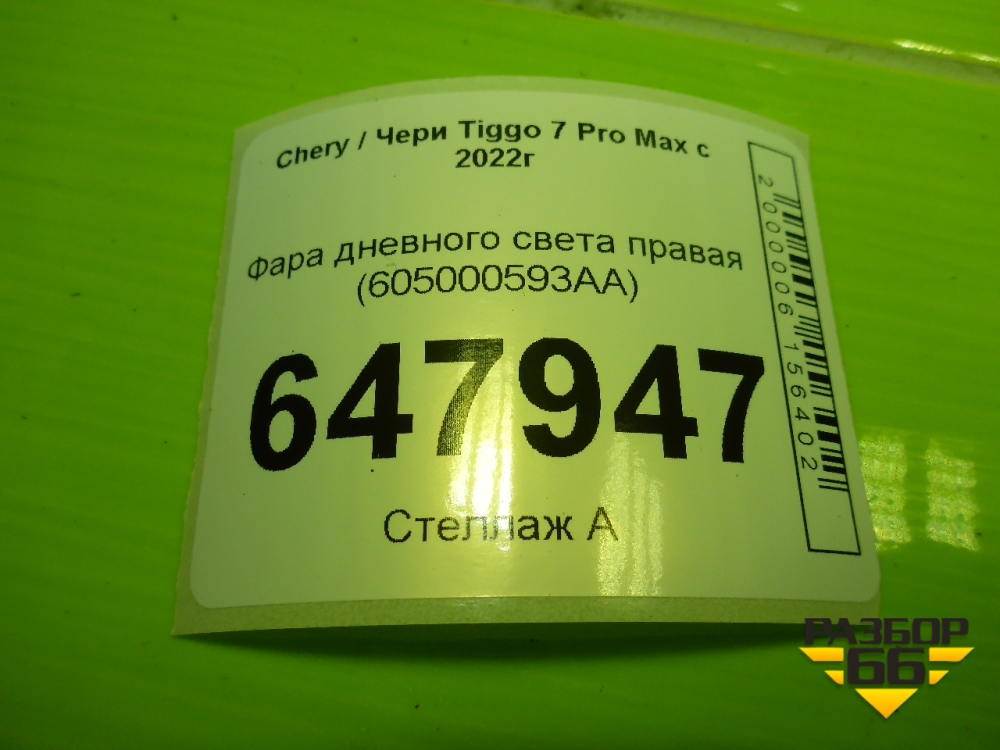 Chery / Чери Tiggo 7 Pro Max с
2022г
Фара дневного света правая
(605000593AA)
647947
Стеллаж А
2000006156402
РАЗБОР
66